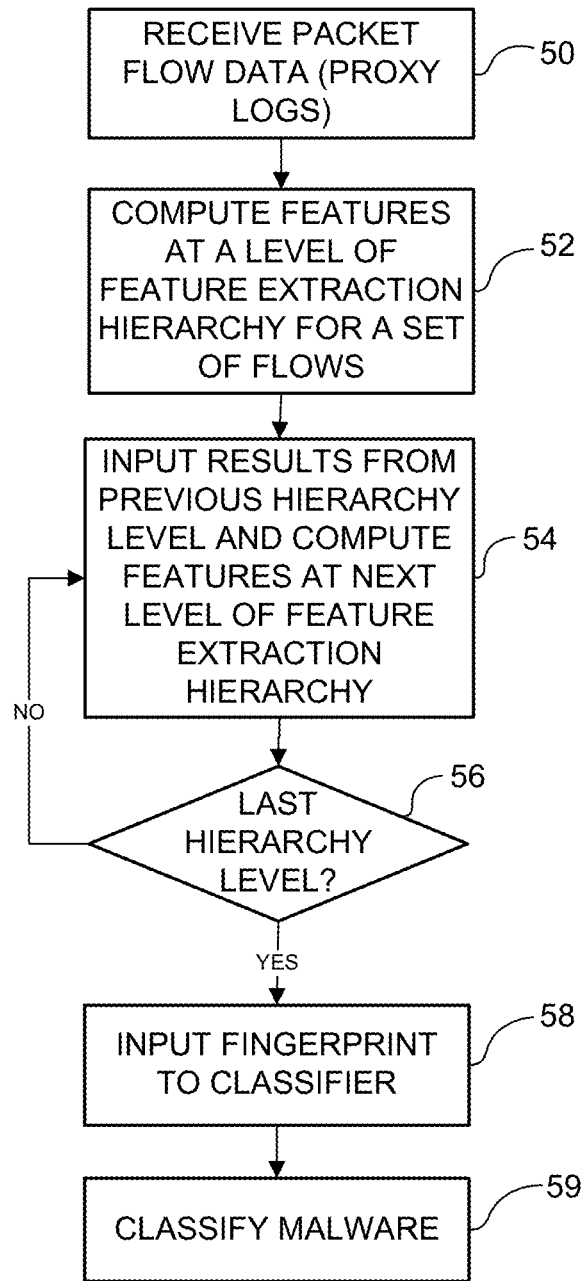 RECEIVE PACKET
FLOW DATA (PROXY
LOGS)
50
COMPUTE FEATURES
AT A LEVEL OF
FEATURE EXTRACTION
HIERARCHY FOR A SET
OF FLOWS
52
INPUT RESULTS FROM
PREVIOUS HIERARCHY
LEVEL AND COMPUTE
FEATURES AT NEXT
LEVEL OF FEATURE
EXTRACTION
HIERARCHY
54
NO
LAST
HIERARCHY
LEVEL?
56
YES
INPUT FINGERPRINT
TO CLASSIFIER
58
CLASSIFY MALWARE
59